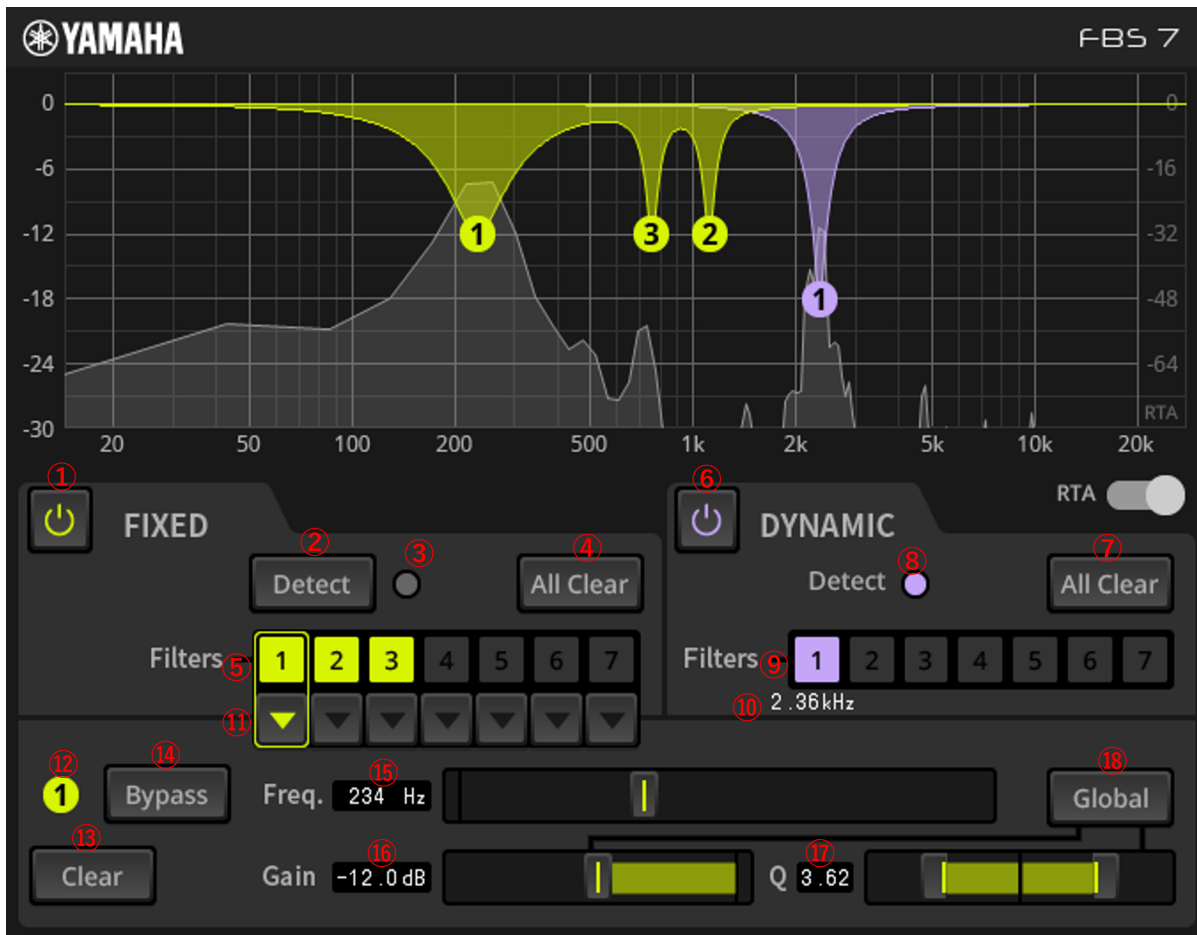 YAMAHA
FBS 7
0 0
-6 -16
1 3 2
-12 -32
-18 1 -48
-24 -64
RTA
-30
20 50 100 200 500 1k 2k 5k 10k 20k
① ⑥
RTA
FIXED DYNAMIC
② ③ ④ ⑧ ⑦
Detect All Clear Detect All Clear
Filters ⑤ 1 2 3 4 5 6 7 Filters ⑨ 1 2 3 4 5 6 7
⑩ 2.36kHz
⑪
⑫ ⑭ ⑮ ⑱
1 Bypass Freq. 234 Hz Global
⑬ ⑯ ⑰
Clear Gain -12.0dB Q 3.62